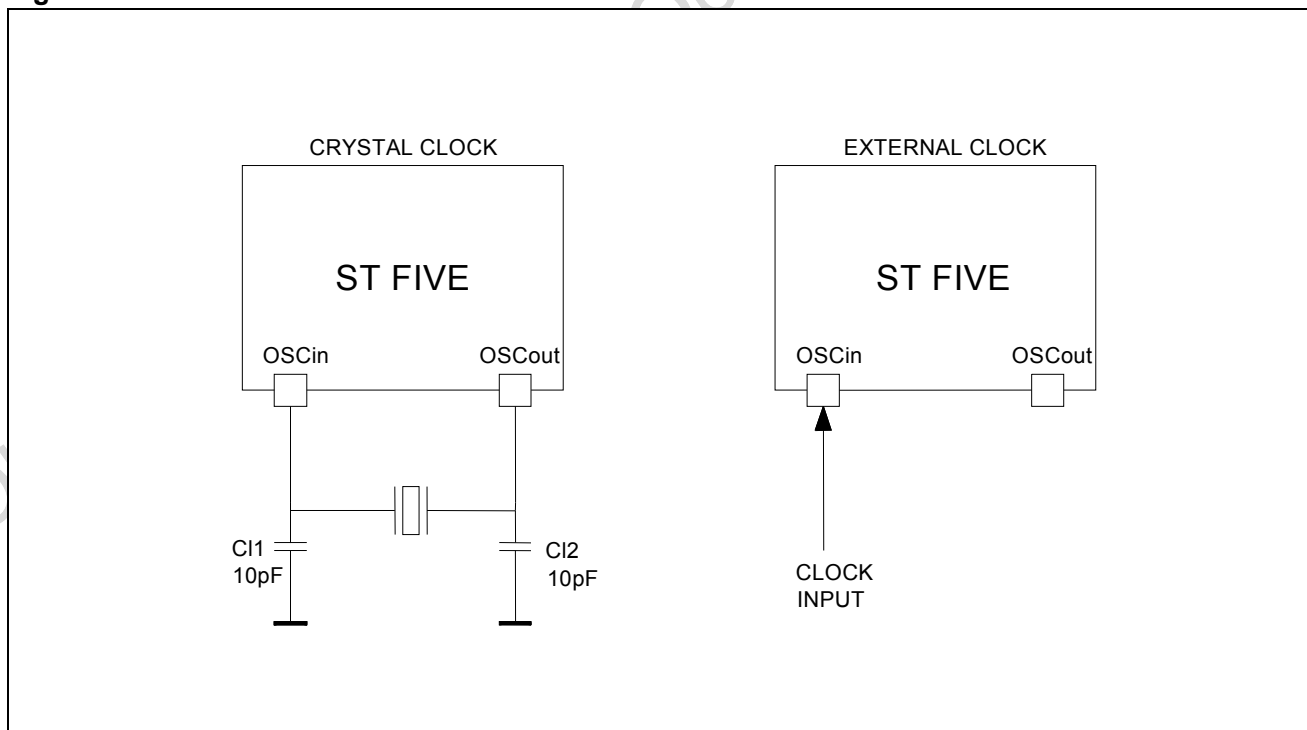 CRYSTAL CLOCK
ST FIVE
OSCin OSCout
Cl1
10pF
Cl2
10pF
EXTERNAL CLOCK
ST FIVE
OSCin OSCout
CLOCK
INPUT